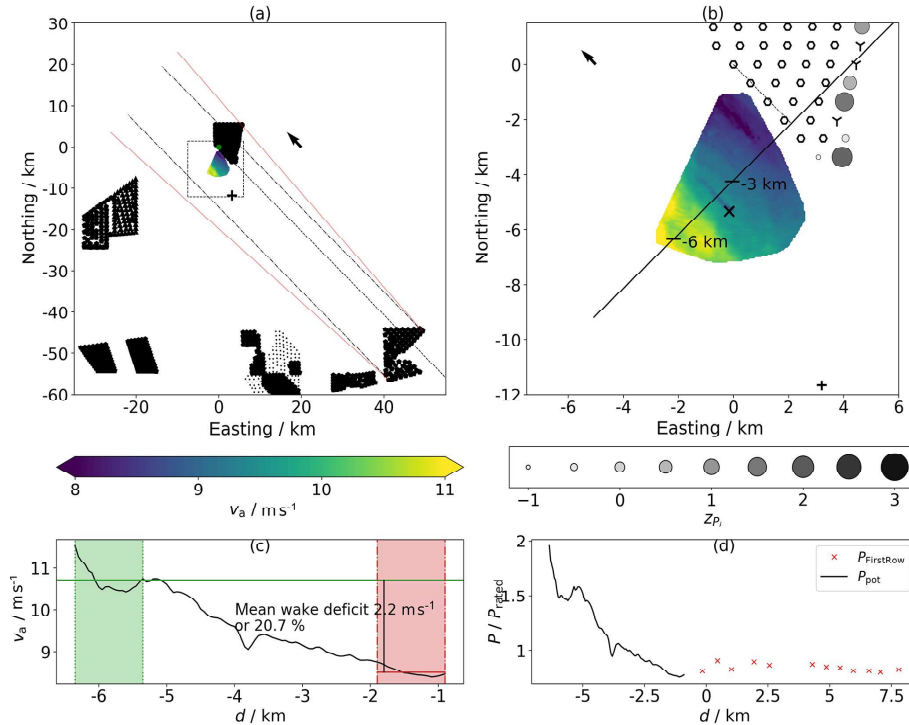 (a)
30
20
10
0
-10
-20
-30
-40
-50
-60
Northing / km
-20
0
20
40
Easting / km
(b)
0
-2
-4
-6
-8
-10
-12
Northing / km
-3 km
-6 km
-6
-4
-2
0
2
4
6
Easting / km
8
9
10
11
v_a / m s⁻¹
−1
0
1
2
3
z_{P_i}
(c)
11
10
9
8
v_a / m s⁻¹
Mean wake deficit 2.2 m s⁻¹
or 20.7 %
-6
-5
-4
-3
-2
-1
d / km
(d)
2
1.5
1
P / P_rated
P_FirstRow
P_pot
-5
-2.5
0
2.5
5
7.5
d / km